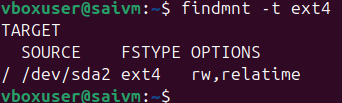 vboxuser@saivm:~$ findmnt -t ext4
TARGET
  SOURCE    FSTYPE OPTIONS
/ /dev/sda2 ext4   rw,relatime
vboxuser@saivm:~$